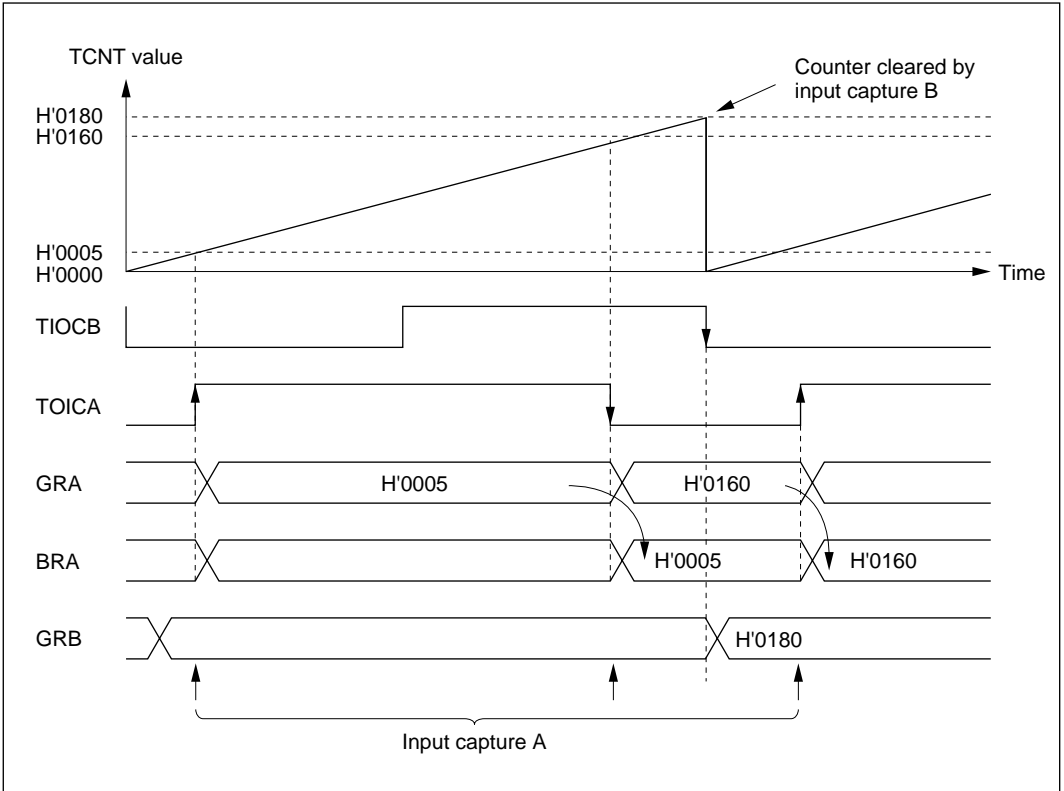 TCNT value
Counter cleared by
input capture B
H'0180
H'0160
H'0005
H'0000
Time
TIOCB
TOICA
GRA
H'0005
H'0160
BRA
H'0005
H'0160
GRB
H'0180
Input capture A